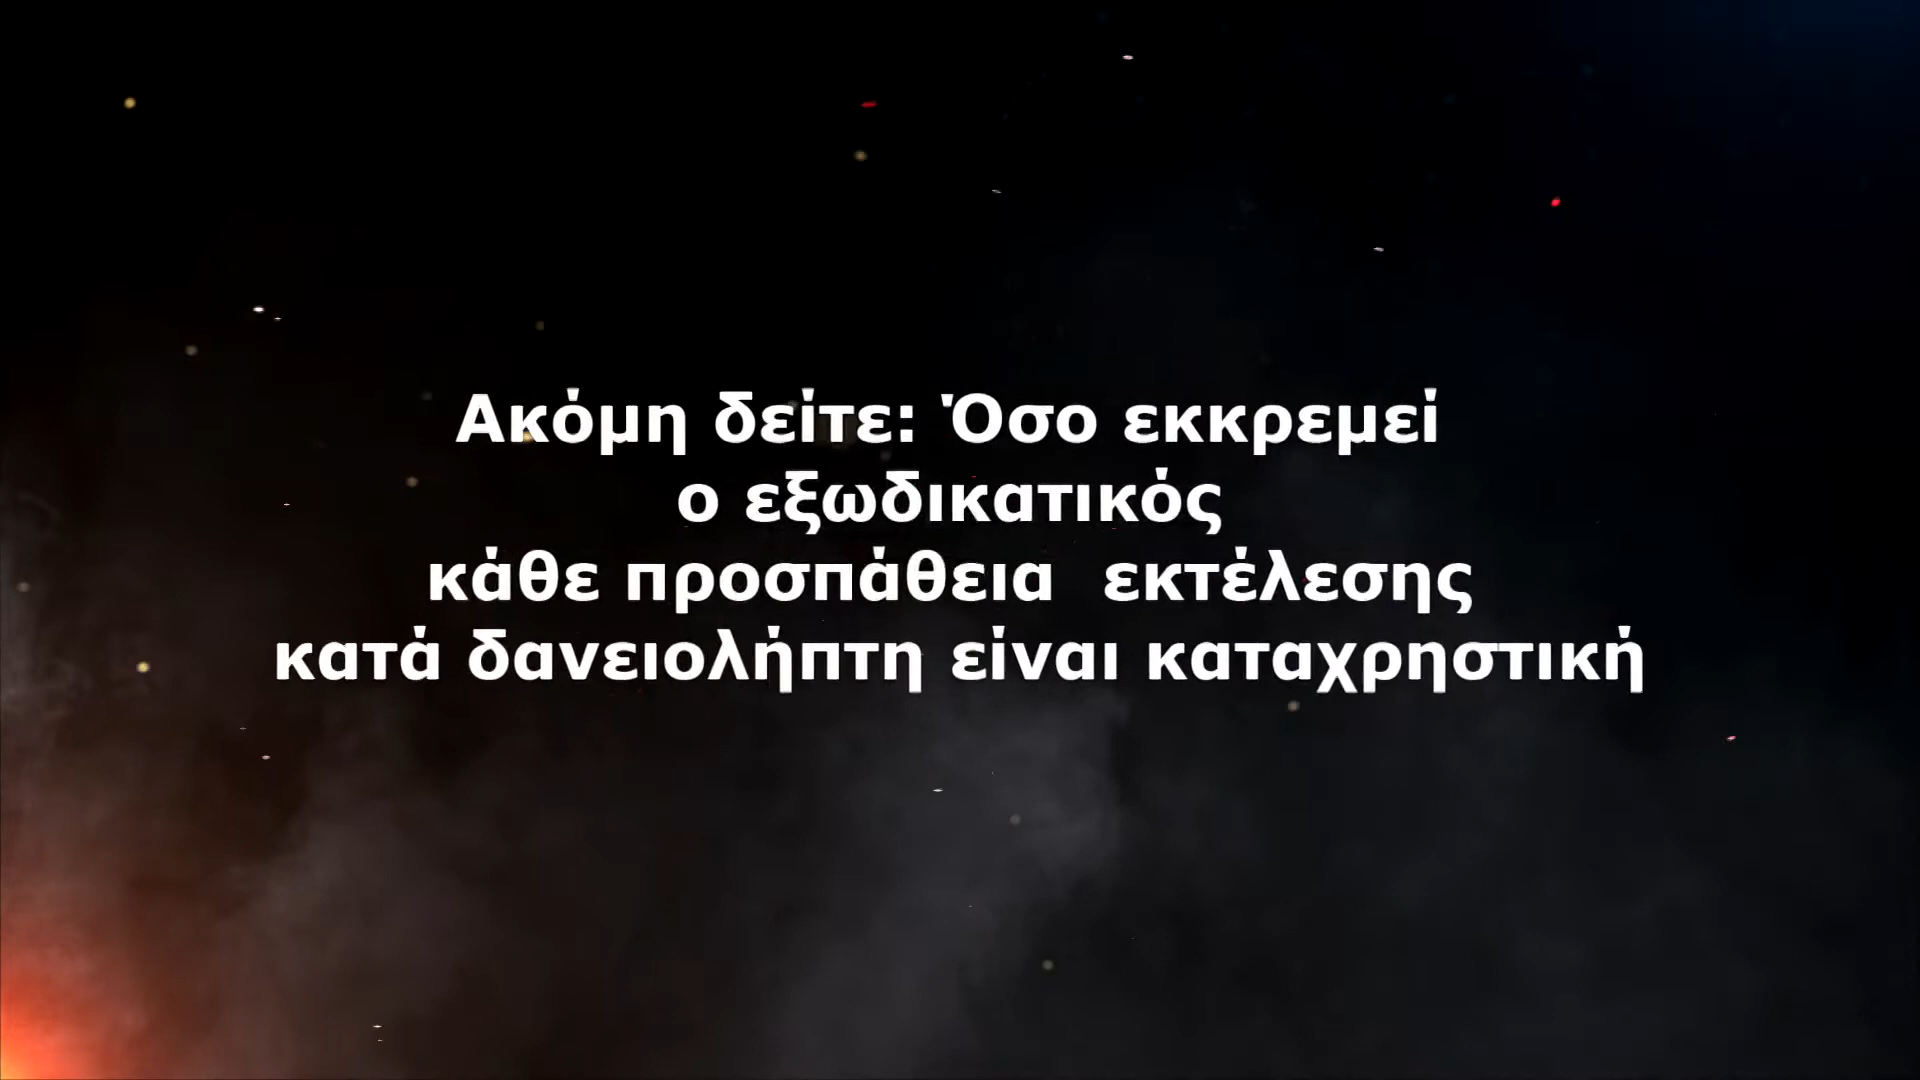 Ακόμη δείτε: Όσο εκκρεμεί
ο εξωδικατικός
κάθε προσπάθεια  εκτέλεσης
κατά δανειολήπτη είναι καταχρηστική